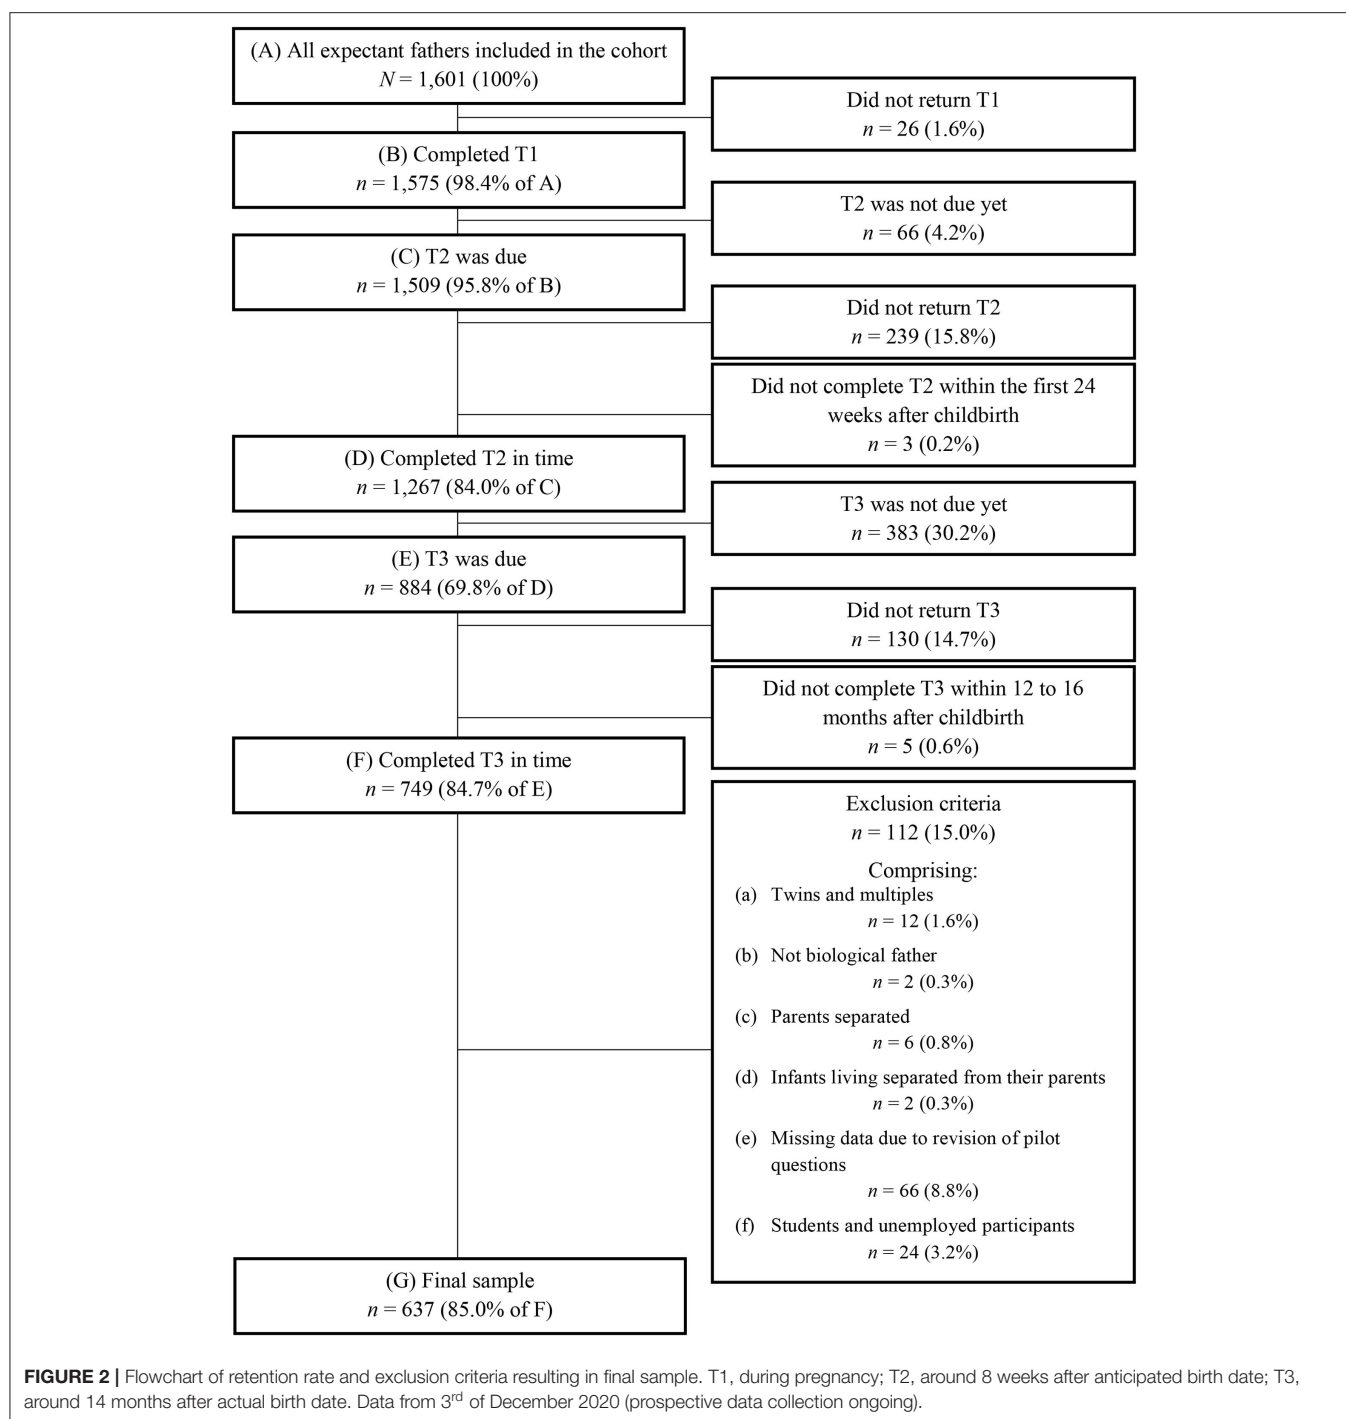 (A) All expectant fathers included in the cohort
N = 1,601 (100%)
Did not return T1
n = 26 (1.6%)
(B) Completed T1
n = 1,575 (98.4% of A)
T2 was not due yet
n = 66 (4.2%)
(C) T2 was due
n = 1,509 (95.8% of B)
Did not return T2
n = 239 (15.8%)
Did not complete T2 within the first 24
weeks after childbirth
n = 3 (0.2%)
(D) Completed T2 in time
n = 1,267 (84.0% of C)
T3 was not due yet
n = 383 (30.2%)
(E) T3 was due
n = 884 (69.8% of D)
Did not return T3
n = 130 (14.7%)
Did not complete T3 within 12 to 16
months after childbirth
n = 5 (0.6%)
(F) Completed T3 in time
n = 749 (84.7% of E)
Exclusion criteria
n = 112 (15.0%)
Comprising:
(a) Twins and multiples
n = 12 (1.6%)
(b) Not biological father
n = 2 (0.3%)
(c) Parents separated
n = 6 (0.8%)
(d) Infants living separated from their parents
n = 2 (0.3%)
(e) Missing data due to revision of pilot
questions
n = 66 (8.8%)
(f) Students and unemployed participants
n = 24 (3.2%)
(G) Final sample
n = 637 (85.0% of F)
FIGURE 2 | Flowchart of retention rate and exclusion criteria resulting in final sample. T1, during pregnancy; T2, around 8 weeks after anticipated birth date; T3,
around 14 months after actual birth date. Data from 3rd of December 2020 (prospective data collection ongoing).